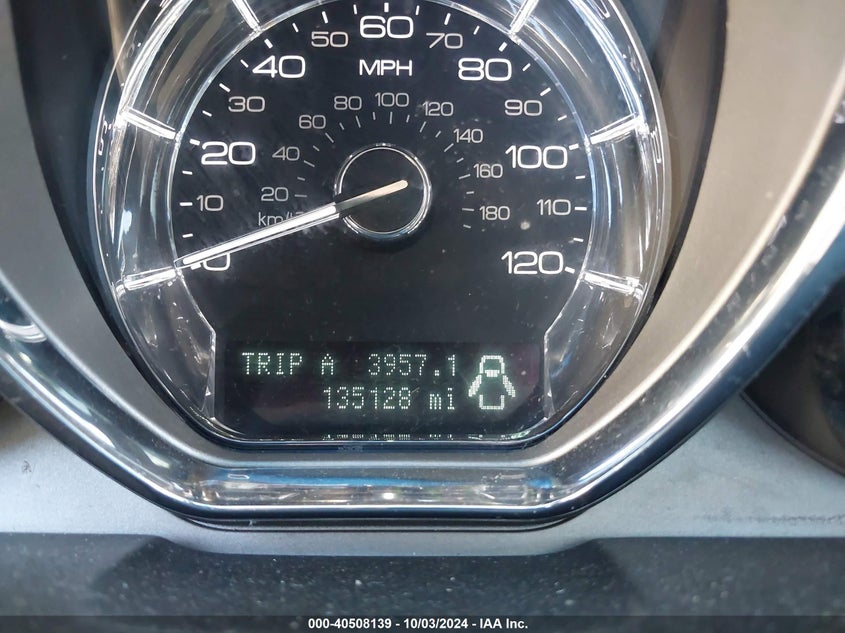 60
50 70
40 MPH 80
80 100
30 60 120 90
20 40 140 100
20 160
10 km/h 180 110
0 120
TRIP A 3957.1
135128 mi
000-40508139 - 10/03/2024 - IAA Inc.